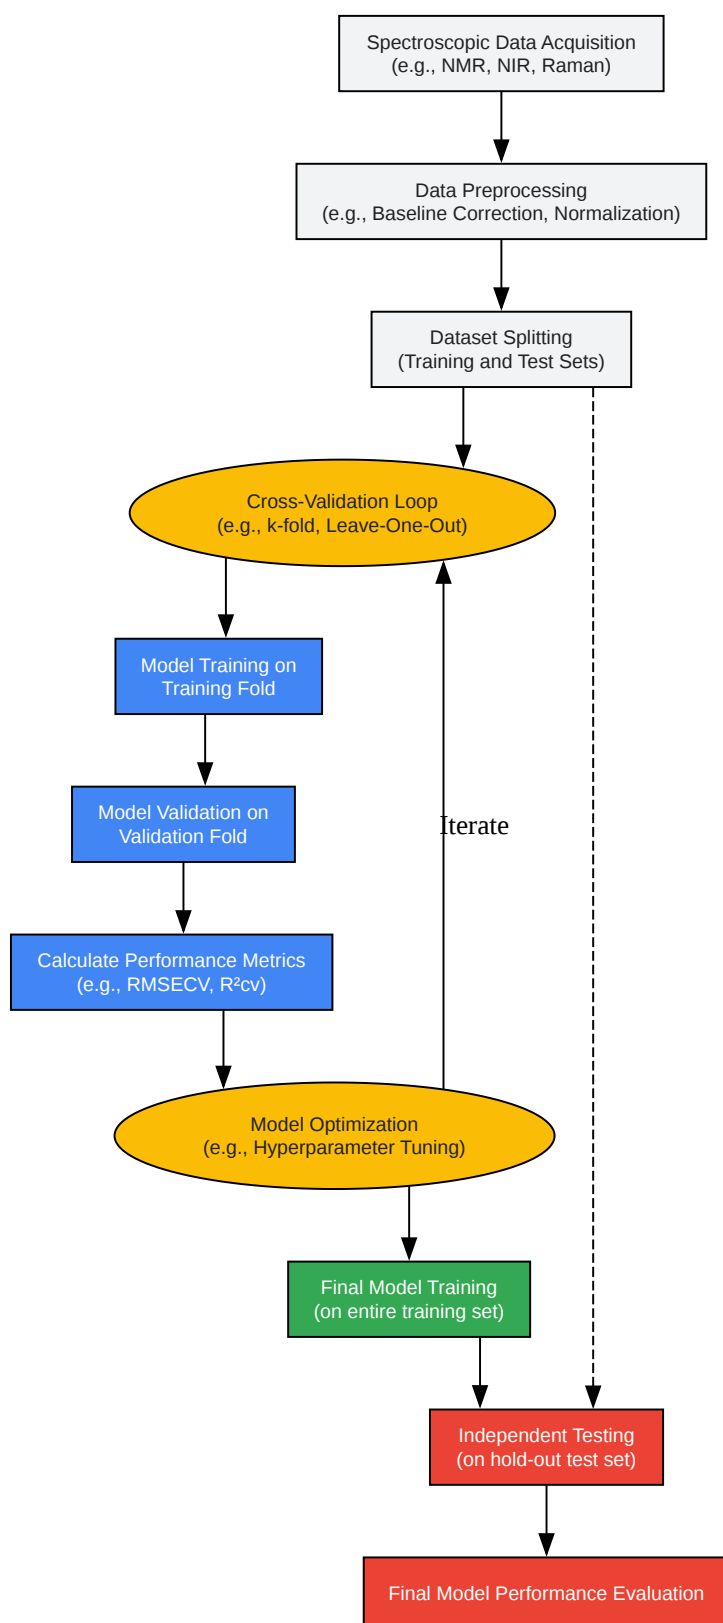 Spectroscopic Data Acquisition
(e.g., NMR, NIR, Raman)
Data Preprocessing
(e.g., Baseline Correction, Normalization)
Dataset Splitting
(Training and Test Sets)
Cross-Validation Loop
(e.g., k-fold, Leave-One-Out)
Model Training on
Training Fold
Model Validation on
Validation Fold
Iterate
Calculate Performance Metrics
(e.g., RMSECV, R²cv)
Model Optimization
(e.g., Hyperparameter Tuning)
Final Model Training
(on entire training set)
Independent Testing
(on hold-out test set)
Final Model Performance Evaluation